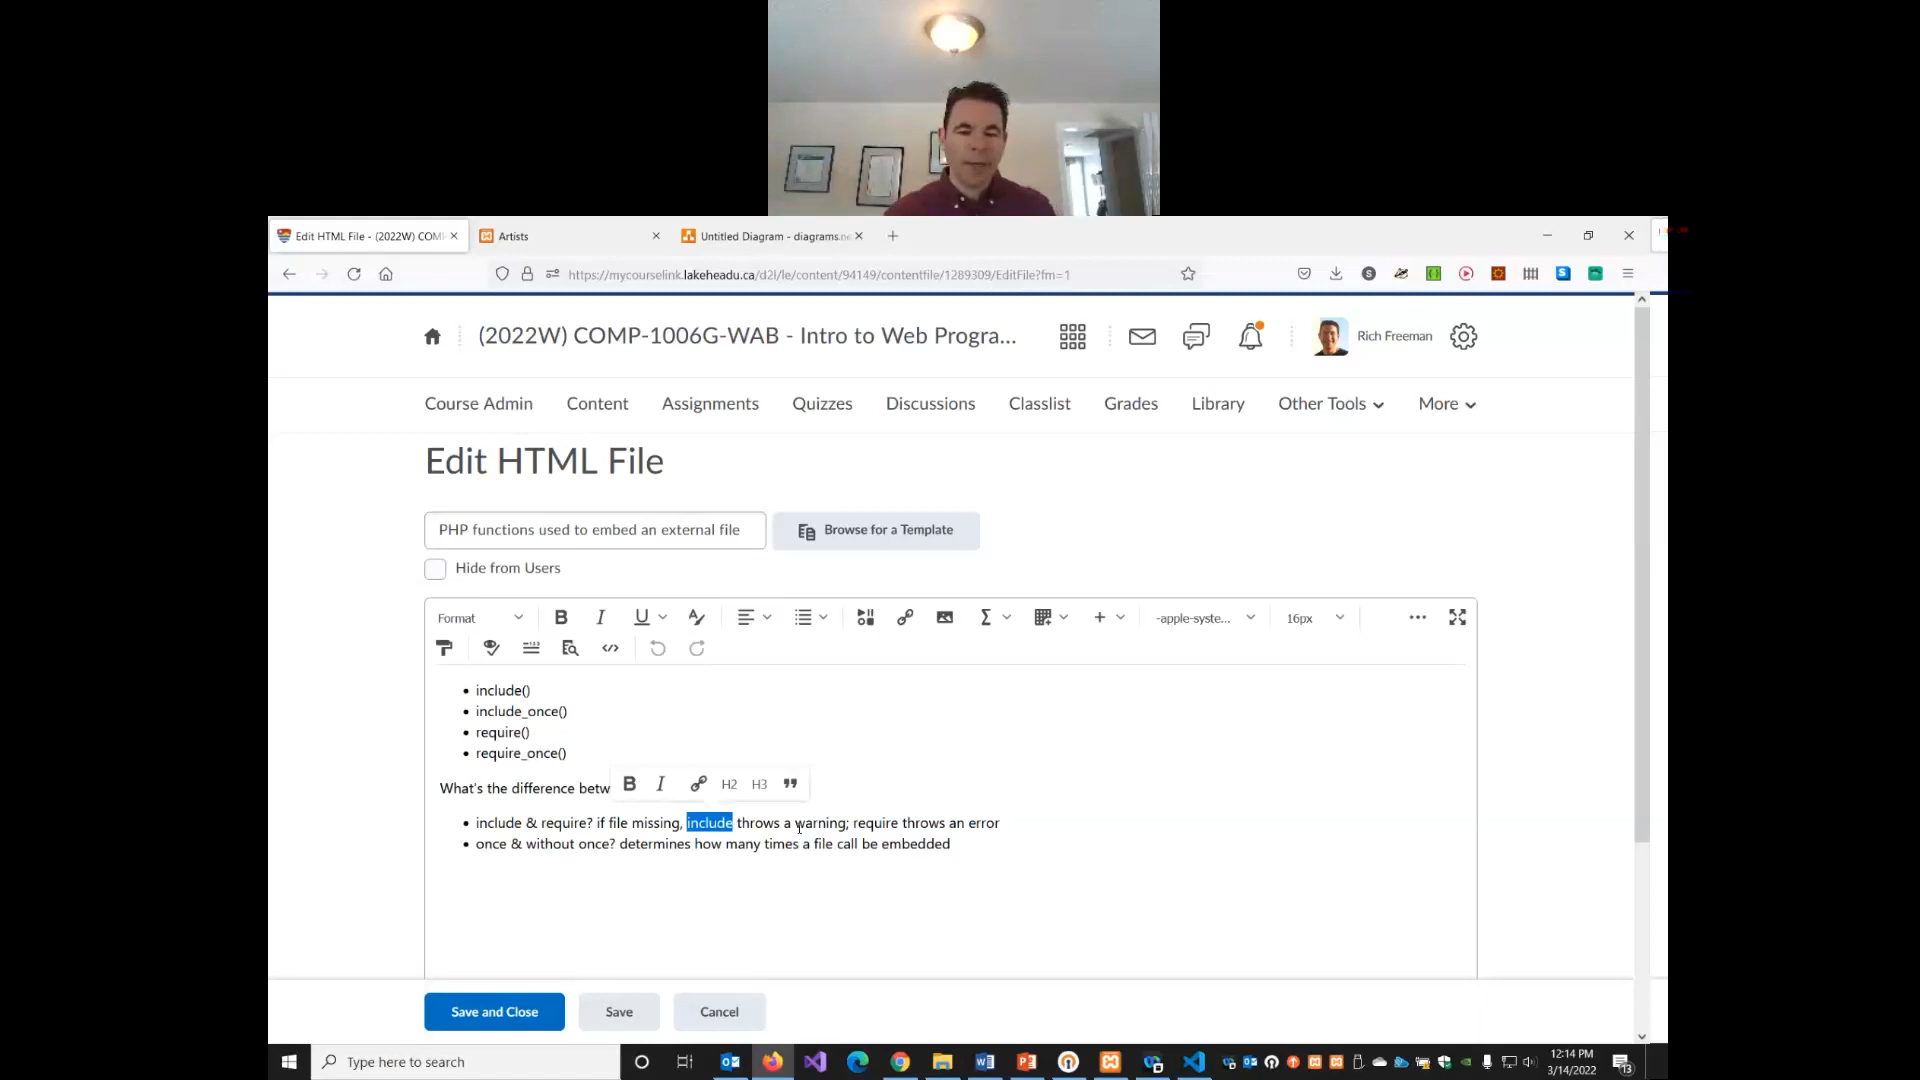 Edit HTML File - (2022W) COM
Artists
Untitled Diagram - diagrams.ne
https://mycourselink.lakeheadu.ca/d2l/le/content/94149/contentfile/1289309/EditFile?fm=1
(2022W) COMP-1006G-WAB - Intro to Web Progra...
Rich Freeman
Course Admin
Content
Assignments
Quizzes
Discussions
Classlist
Grades
Library
Other Tools
More
Edit HTML File
PHP functions used to embed an external file
Browse for a Template
Hide from Users
Format
B I U
-apple-syste...
16px
include()
include_once()
require()
require_once()
What's the difference betw
B I H2 H3
include & require? if file missing, include throws a warning; require throws an error
once & without once? determines how many times a file call be embedded
Save and Close
Save
Cancel
Type here to search
12:14 PM
3/14/2022
13